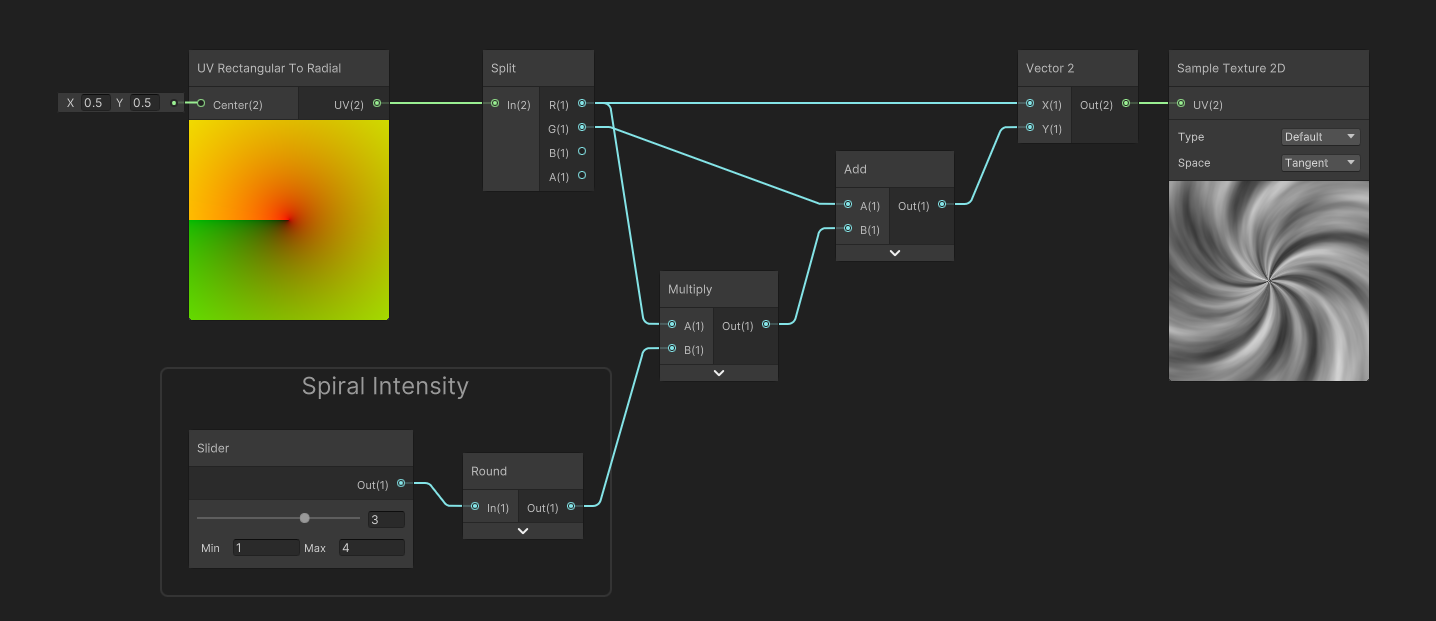 UV Rectangular To Radial
X 0.5 Y 0.5
Center(2) UV(2)
Split
In(2) R(1)
G(1)
B(1)
A(1)
Vector 2
X(1) Out(2)
Y(1)
Sample Texture 2D
UV(2)
Type Default
Space Tangent
Add
A(1) Out(1)
B(1)
Multiply
A(1) Out(1)
B(1)
Spiral Intensity
Slider
Out(1)
3
Min 1 Max 4
Round
In(1) Out(1)